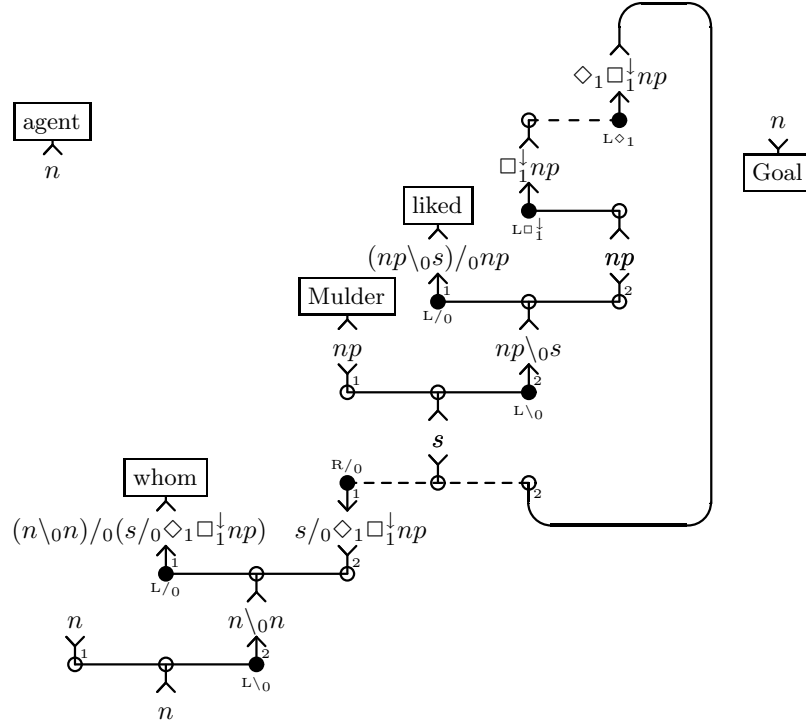 ◇₁□₁↓np
agent
n
L◇₁
n
Goal
□₁↓np
liked
L□₁↓
(np\₀s)/₀np
np
Mulder
1
L/₀
2
np
np\₀s
1
2
L\₀
s
R/₀
whom
1
2
(n\₀n)/₀(s/₀◇₁□₁↓np)
s/₀◇₁□₁↓np
1
2
L/₀
n
n\₀n
1
2
L\₀
n